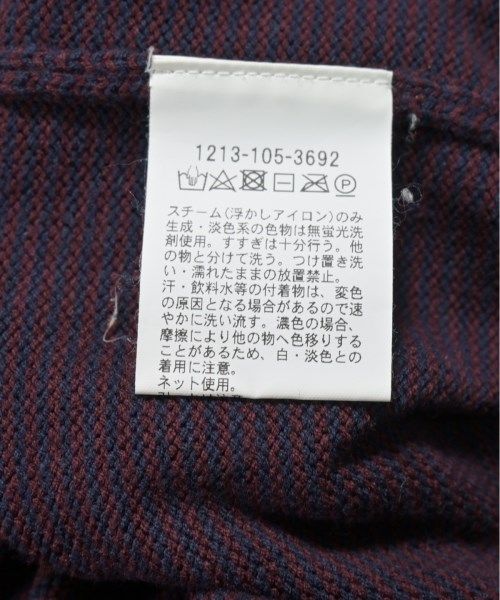 1213-105-3692
スチーム(浮かしアイロン)のみ
生成・淡色系の色物は無蛍光洗
剤使用。すすぎは十分行う。他
の物と分けて洗う。つけ置き洗
い・濡れたままの放置禁止。
汗・飲料水等の付着物は、変色
の原因となる場合があるので速
やかに洗い流す。濃色の場合、
摩擦により他の物へ色移りする
ことがあるため、白・淡色との
着用に注意。
ネット使用。